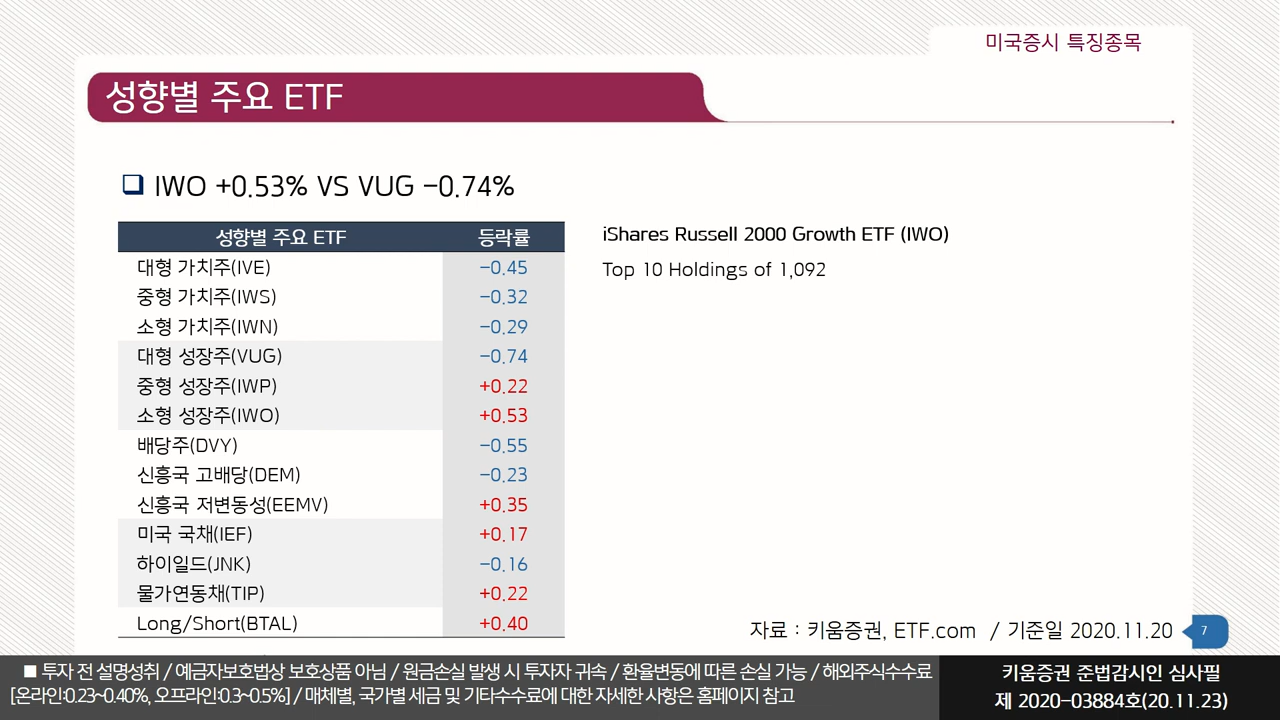 미국증시 특징종목
성향별 주요 ETF
❑ IWO +0.53% VS VUG -0.74%
성향별 주요 ETF 등락률
대형 가치주(IVE) -0.45
중형 가치주(IWS) -0.32
소형 가치주(IWN) -0.29
대형 성장주(VUG) -0.74
중형 성장주(IWP) +0.22
소형 성장주(IWO) +0.53
배당주(DVY) -0.55
신흥국 고배당(DEM) -0.23
신흥국 저변동성(EEMV) +0.35
미국 국채(IEF) +0.17
하이일드(JNK) -0.16
물가연동채(TIP) +0.22
Long/Short(BTAL) +0.40
iShares Russell 2000 Growth ETF (IWO)
Top 10 Holdings of 1,092
자료 : 키움증권, ETF.com / 기준일 2020.11.20
7
■ 투자 전 설명성취 / 예금자보호법상 보호상품 아님 / 원금손실 발생 시 투자자 귀속 / 환율변동에 따른 손실 가능 / 해외주식수수료
[온라인:0.23~0.40%, 오프라인:0.3~0.5%] / 매체별, 국가별 세금 및 기타수수료에 대한 자세한 사항은 홈페이지 참고
키움증권 준법감시인 심사필
제 2020-03884호(20.11.23)